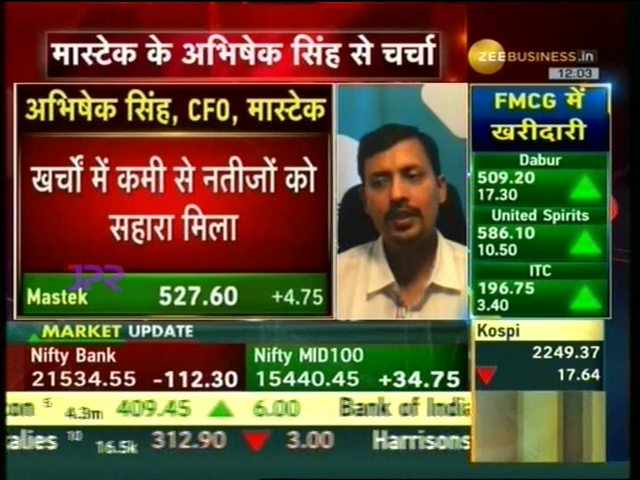 मास्टेक के अभिषेक सिंह से चर्चा
ZEEBUSINESS.in
12:03
अभिषेक सिंह, CFO, मास्टेक
खर्चों में कमी से नतीजों को
सहारा मिला
JPR
Mastek 527.60 +4.75
FMCG में
खरीदारी
Dabur
509.20
17.30
United Spirits
586.10
10.50
ITC
196.75
3.40
MARKET UPDATE
Nifty Bank
21534.55 -112.30
Nifty MID100
15440.45 +34.75
Kospi
2249.37
17.64
409.45 6.00 Bank of India
16.5k 312.90 3.00 Harrisons